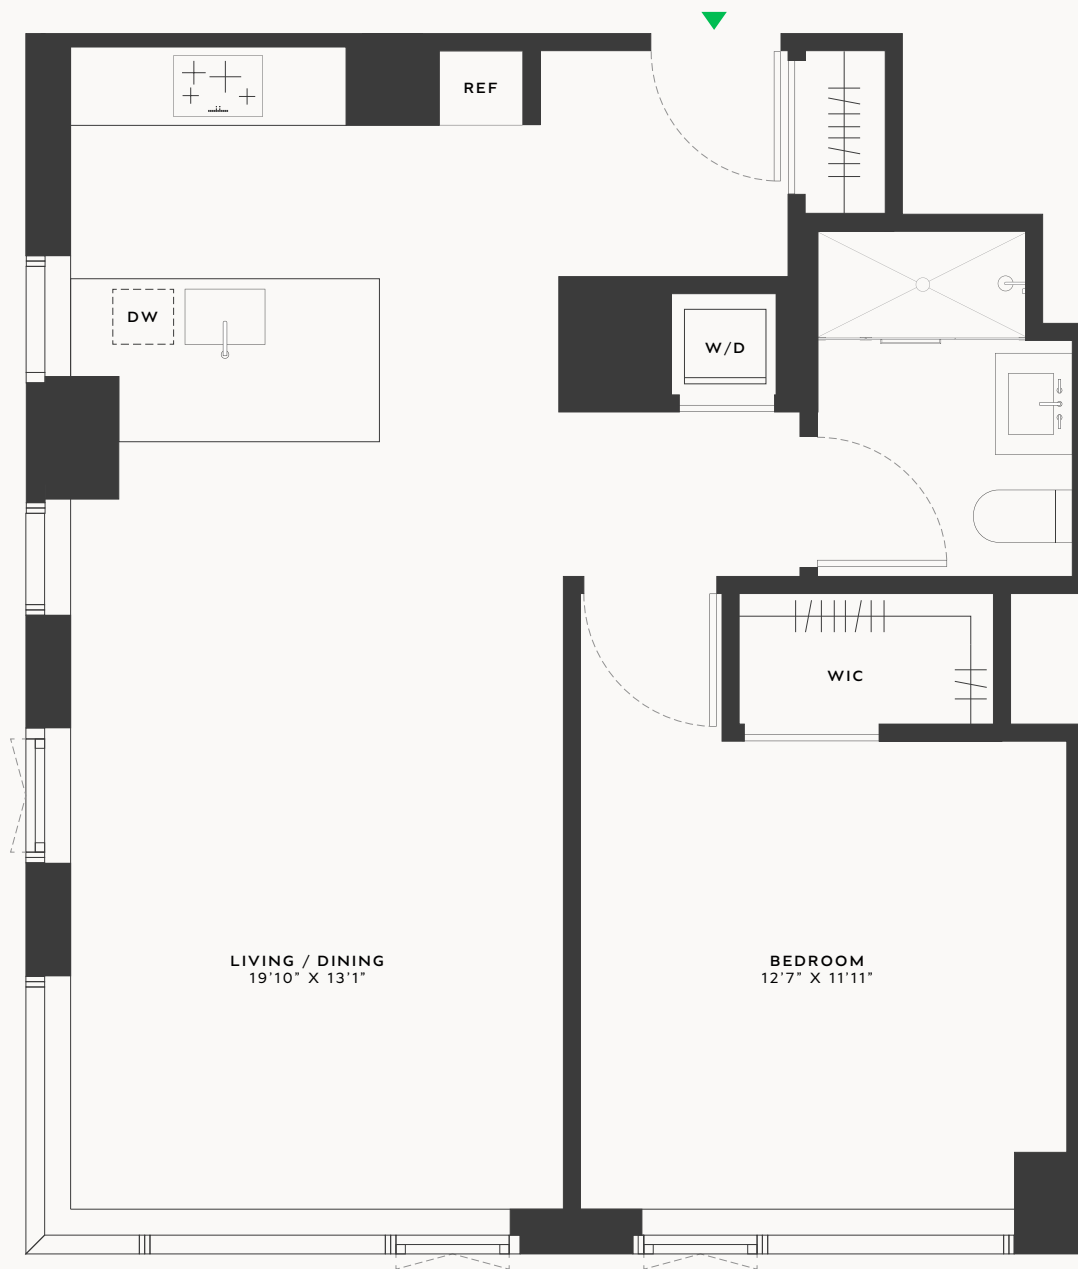 REF
DW
W/D
WIC
LIVING / DINING
19’10” X 13’1”
BEDROOM
12’7” X 11’11”